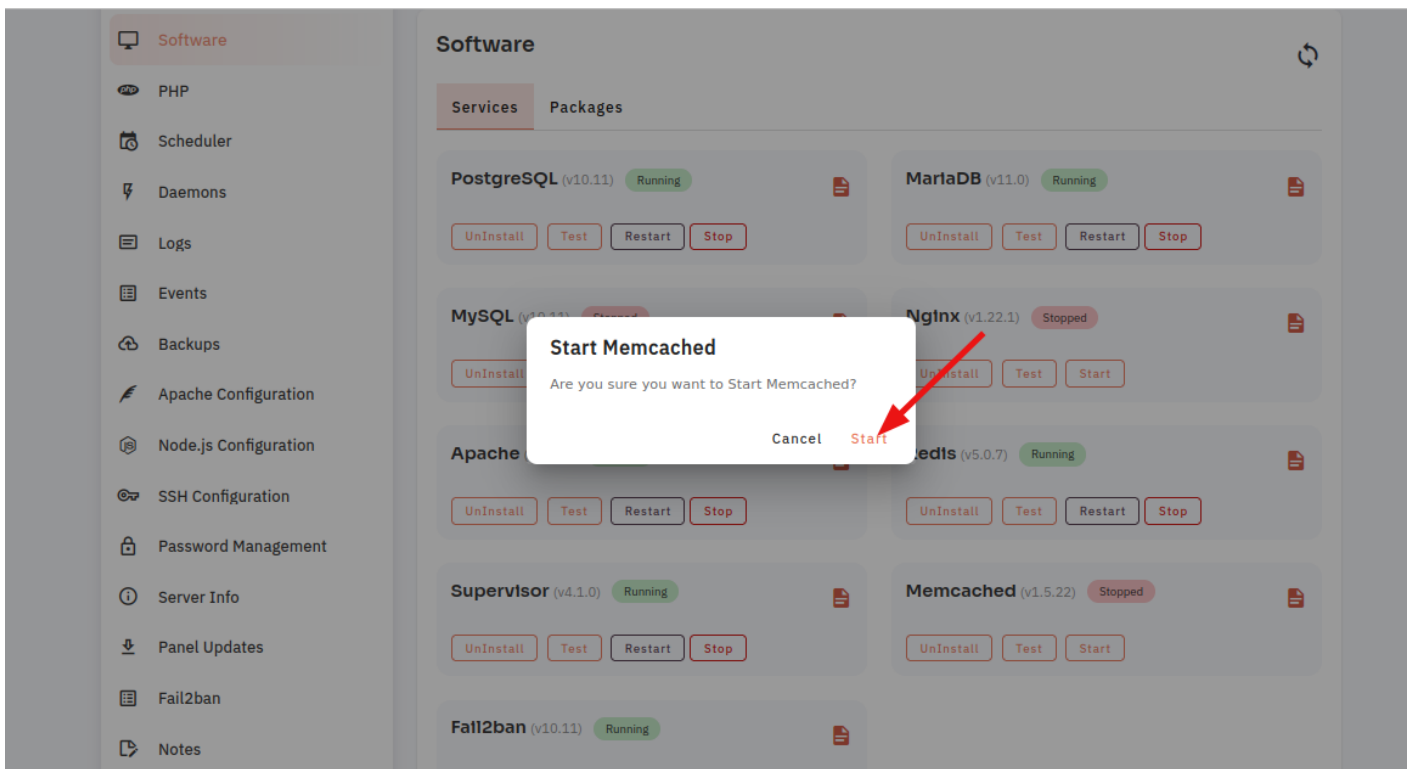 Software
PHP
Scheduler
Daemons
Logs
Events
Backups
Apache Configuration
Node.js Configuration
SSH Configuration
Password Management
Server Info
Panel Updates
Fail2ban
Notes
Software
Services Packages
PostgreSQL (v10.11) Running
UnInstall Test Restart Stop
MariaDB (v11.0) Running
UnInstall Test Restart Stop
MySQL
UnInstall
Nginx (v1.22.1) Stopped
UnInstall Test Start
Start Memcached
Are you sure you want to Start Memcached?
Cancel Start
Apache
UnInstall Test Restart Stop
Redis (v5.0.7) Running
UnInstall Test Restart Stop
Supervisor (v4.1.0) Running
UnInstall Test Restart Stop
Memcached (v1.5.22) Stopped
UnInstall Test Start
Fail2ban (v10.11) Running